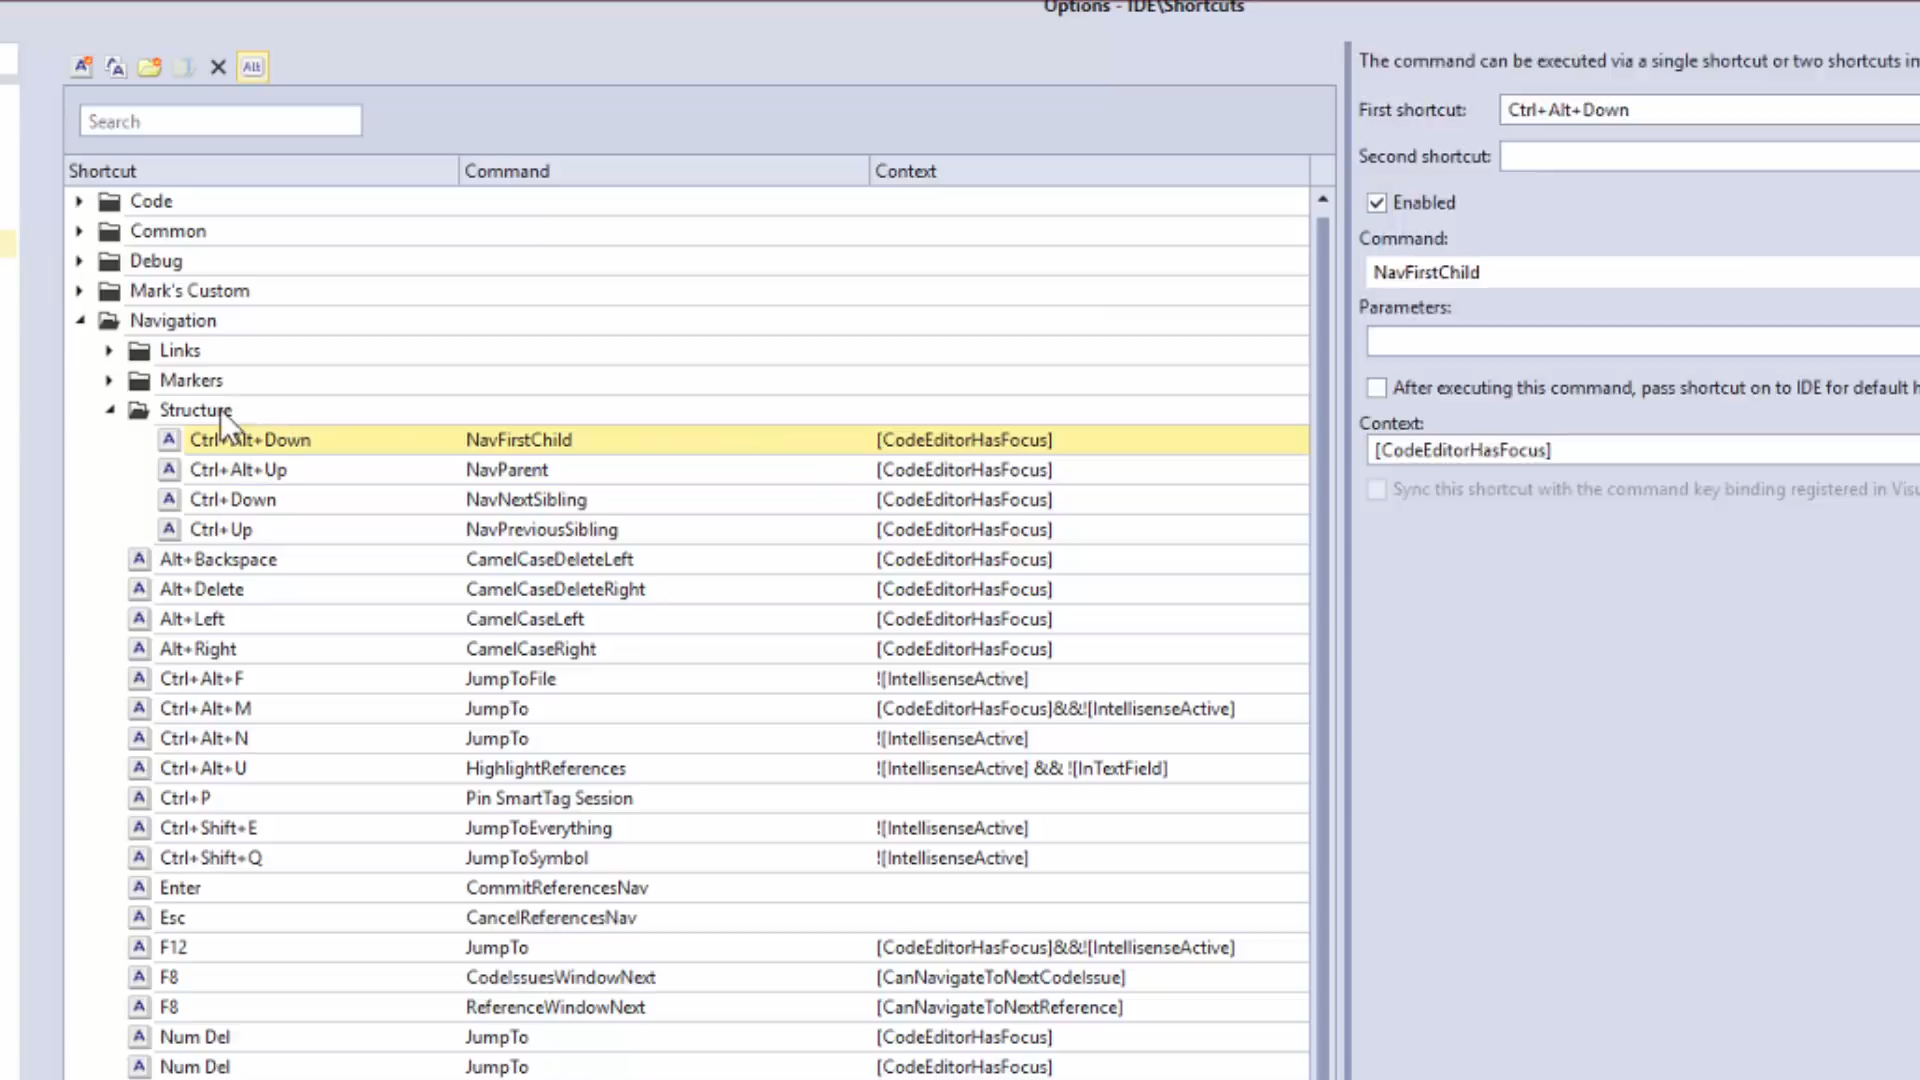 Options - IDE\Shortcuts
Alt
Search
Shortcut Command Context
Code
Common
Debug
Mark's Custom
Navigation
Links
Markers
Structure
Ctrl+Alt+Down NavFirstChild [CodeEditorHasFocus]
Ctrl+Alt+Up NavParent [CodeEditorHasFocus]
Ctrl+Down NavNextSibling [CodeEditorHasFocus]
Ctrl+Up NavPreviousSibling [CodeEditorHasFocus]
Alt+Backspace CamelCaseDeleteLeft [CodeEditorHasFocus]
Alt+Delete CamelCaseDeleteRight [CodeEditorHasFocus]
Alt+Left CamelCaseLeft [CodeEditorHasFocus]
Alt+Right CamelCaseRight [CodeEditorHasFocus]
Ctrl+Alt+F JumpToFile ![IntellisenseActive]
Ctrl+Alt+M JumpTo [CodeEditorHasFocus]&&![IntellisenseActive]
Ctrl+Alt+N JumpTo ![IntellisenseActive]
Ctrl+Alt+U HighlightReferences ![IntellisenseActive] && ![InTextField]
Ctrl+P Pin SmartTag Session
Ctrl+Shift+E JumpToEverything ![IntellisenseActive]
Ctrl+Shift+Q JumpToSymbol ![IntellisenseActive]
Enter CommitReferencesNav
Esc CancelReferencesNav
F12 JumpTo [CodeEditorHasFocus]&&![IntellisenseActive]
F8 CodeIssuesWindowNext [CanNavigateToNextCodeIssue]
F8 ReferenceWindowNext [CanNavigateToNextReference]
Num Del JumpTo [CodeEditorHasFocus]
Num Del JumpTo [CodeEditorHasFocus]
The command can be executed via a single shortcut or two shortcuts in
First shortcut: Ctrl+Alt+Down
Second shortcut:
Enabled
Command:
NavFirstChild
Parameters:
After executing this command, pass shortcut on to IDE for default h
Context:
[CodeEditorHasFocus]
Sync this shortcut with the command key binding registered in Visu